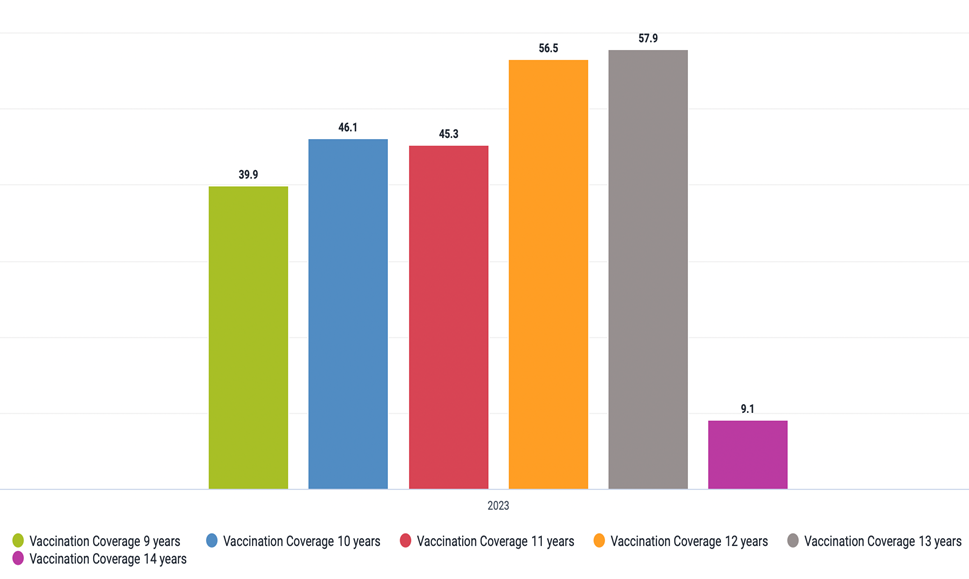 57.9
56.5
46.1
45.3
39.9
9.1
2023
Vaccination Coverage 9 years
Vaccination Coverage 10 years
Vaccination Coverage 11 years
Vaccination Coverage 12 years
Vaccination Coverage 13 years
Vaccination Coverage 14 years